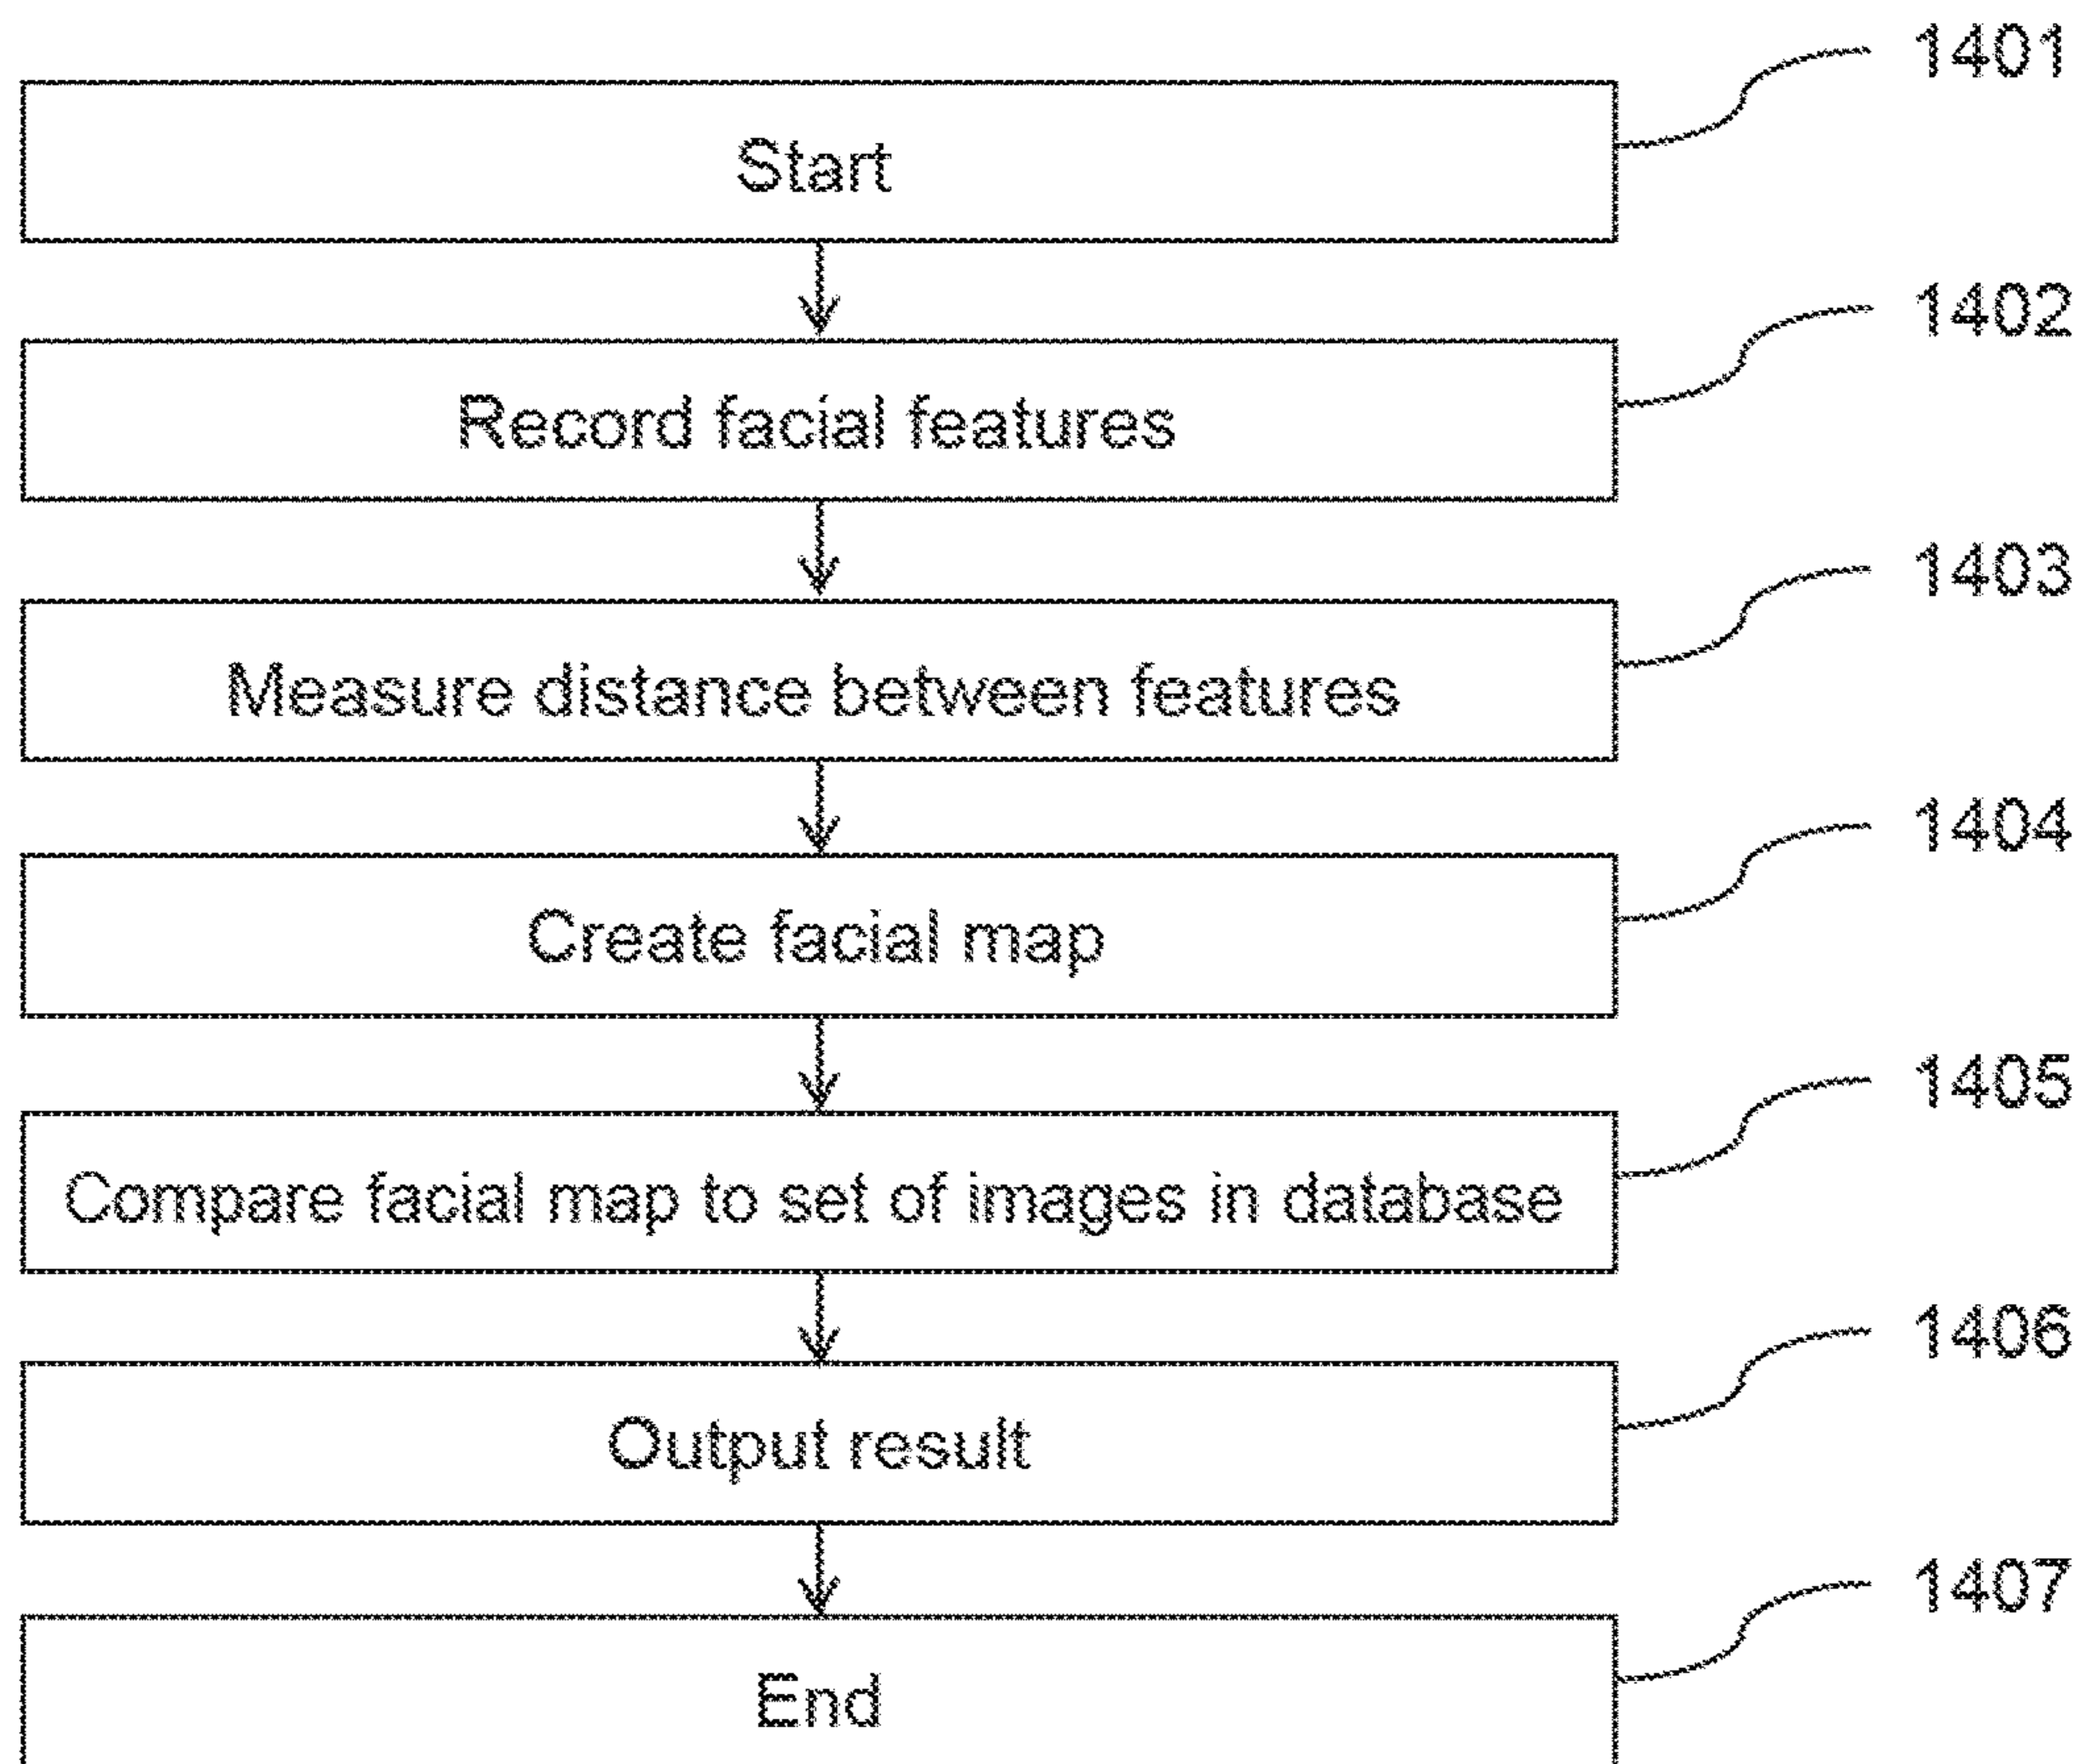 1401
Start
1402
Record facial features
1403
Measure distance between features
1404
Create facial map
1405
Compare facial map to set of images in database
1406
Output result
1407
End